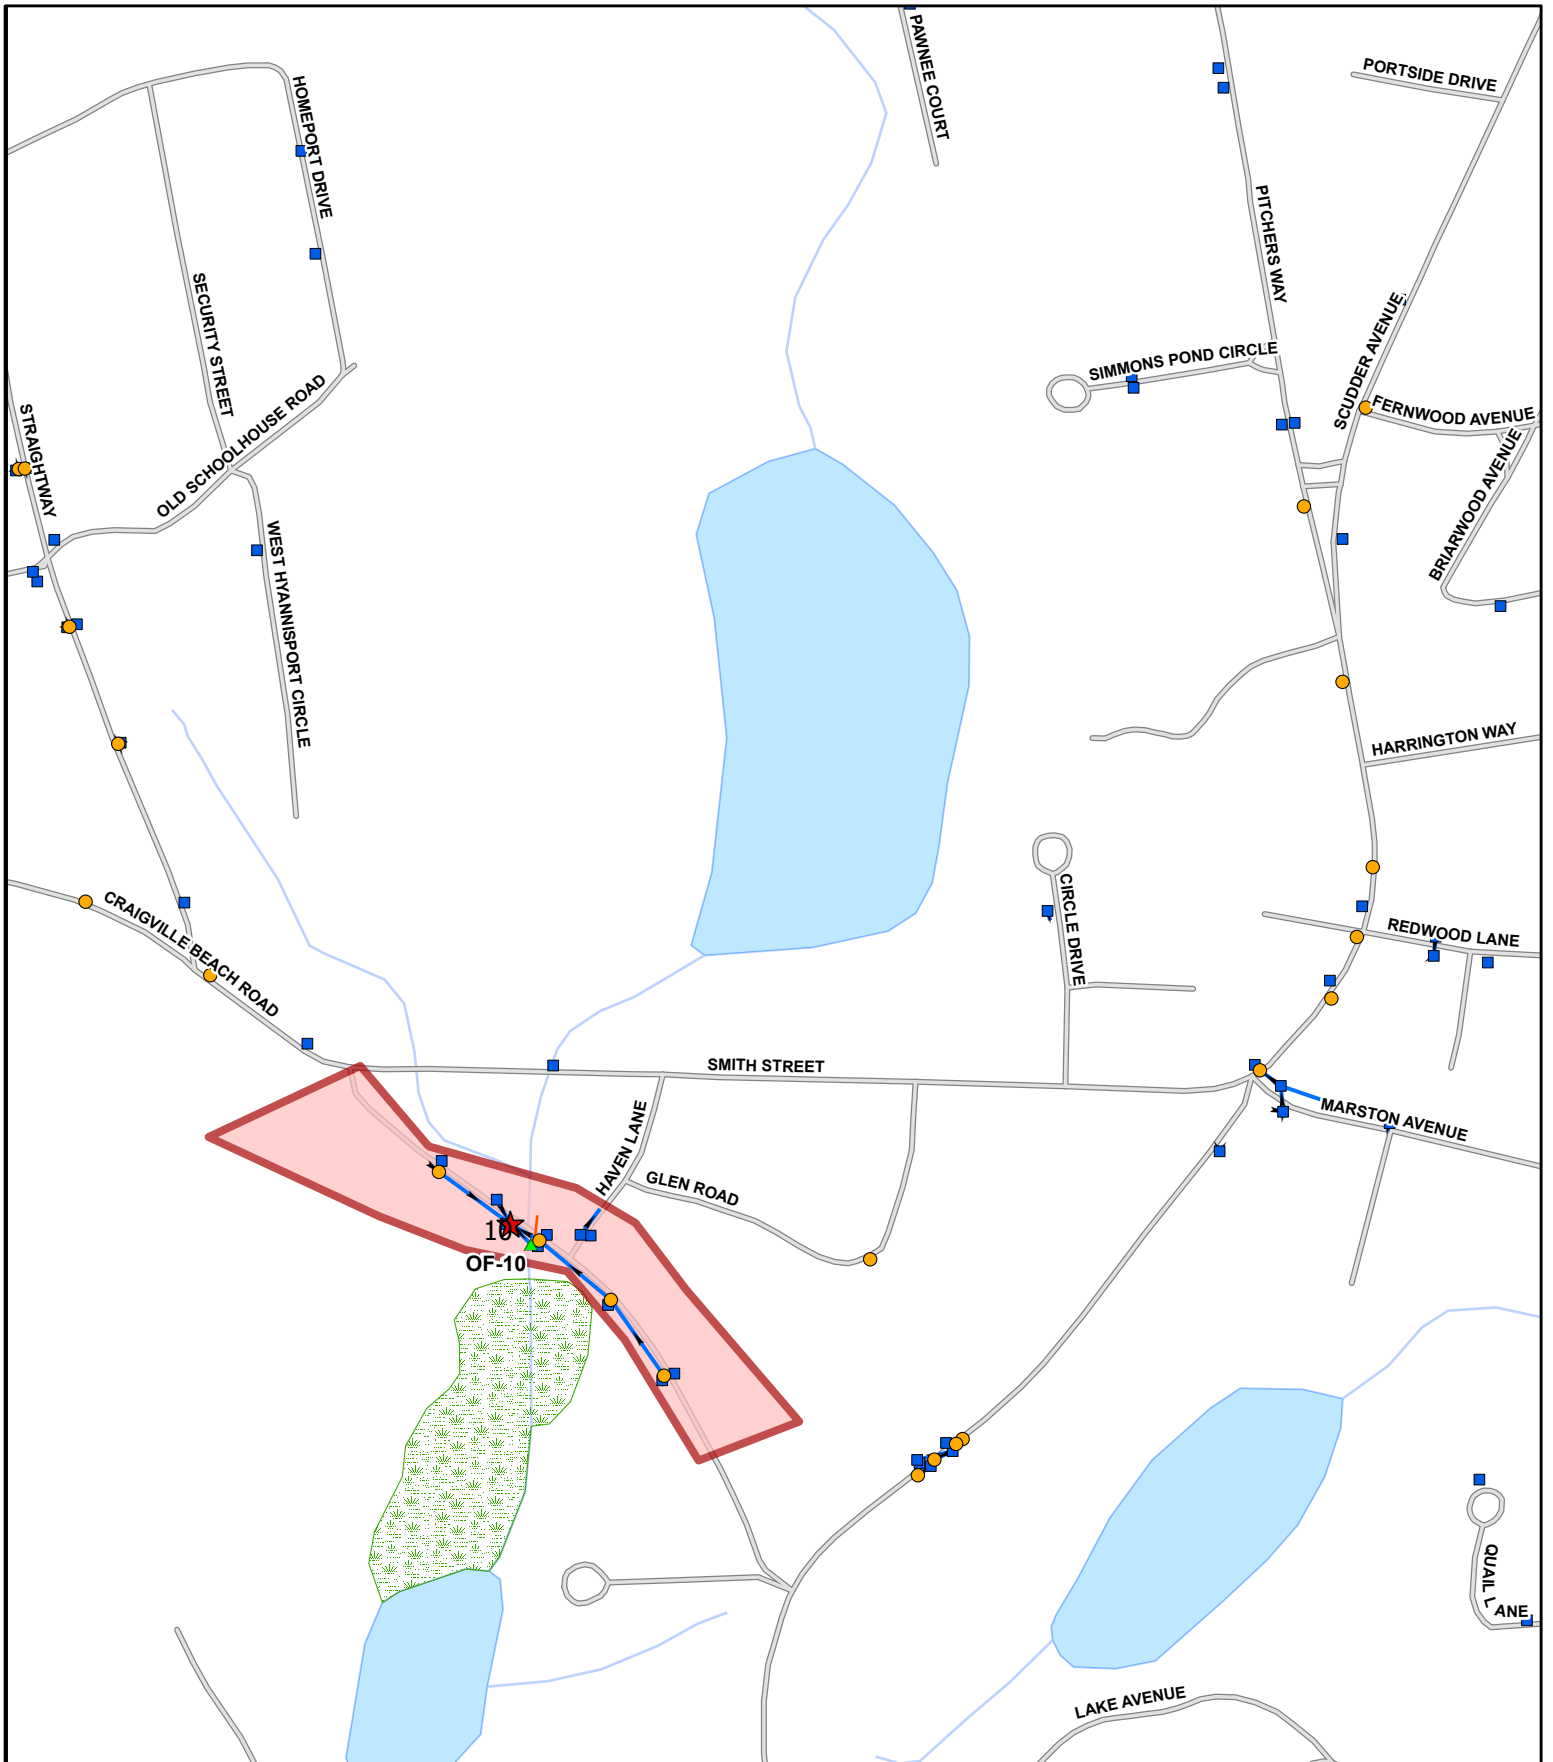 PAWNEE COURT
PORTSIDE DRIVE
HOMEPORT DRIVE
PITCHERS WAY
SECURITY STREET
SCUDDER AVENUE
SIMMONS POND CIRCLE
OLD SCHOOLHOUSE ROAD
FERNWOOD AVENUE
STRAIGHTWAY
BRIARWOOD AVENUE
WEST HYANNISPORT CIRCLE
HARRINGTON WAY
CIRCLE DRIVE
CRAIGVILLE BEACH ROAD
REDWOOD LANE
SMITH STREET
HAVEN LANE
MARSTON AVENUE
GLEN ROAD
10
OF-10
QUAIL LANE
LAKE AVENUE